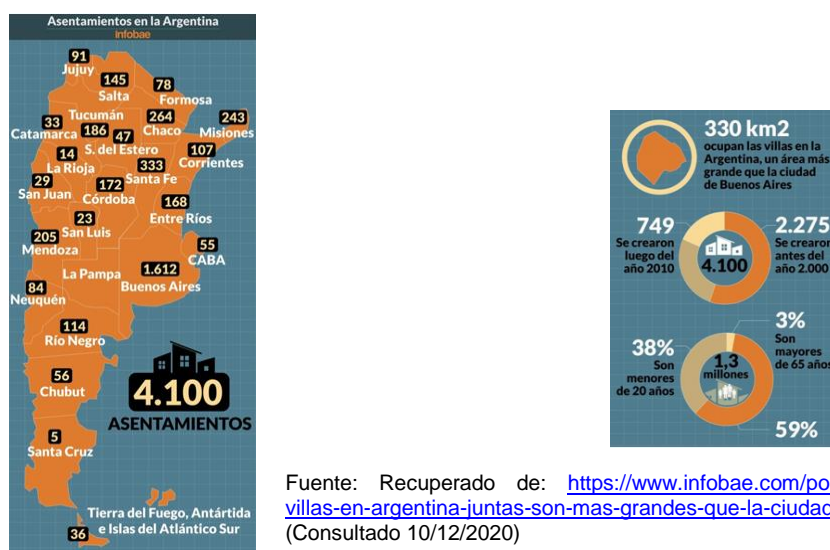 Asentamientos en la Argentina
Infobae
91
Jujuy
145
Salta
78
Formosa
Tucumán
186
33
Catamarca
47
S. del Estero
264
Chaco
243
Misiones
107
Corrientes
14
La Rioja
333
Santa Fe
29
San Juan
172
Córdoba
168
Entre Ríos
23
San Luis
205
Mendoza
55
CABA
La Pampa
1.612
Buenos Aires
84
Neuquén
114
Río Negro
56
Chubut
4.100
ASENTAMIENTOS
5
Santa Cruz
Tierra del Fuego, Antártida
e Islas del Atlántico Sur
36
330 km2
ocupan las villas en la
Argentina, un área más
grande que la ciudad
de Buenos Aires
749
Se crearon
luego del
año 2010
4.100
2.275
Se crearon
antes del
año 2.000
38%
Son
menores
de 20 años
1,3
millones
3%
Son
mayores
de 65 años
59%
Fuente: Recuperado de: https://www.infobae.com/po
villas-en-argentina-juntas-son-mas-grandes-que-la-ciudad
(Consultado 10/12/2020)